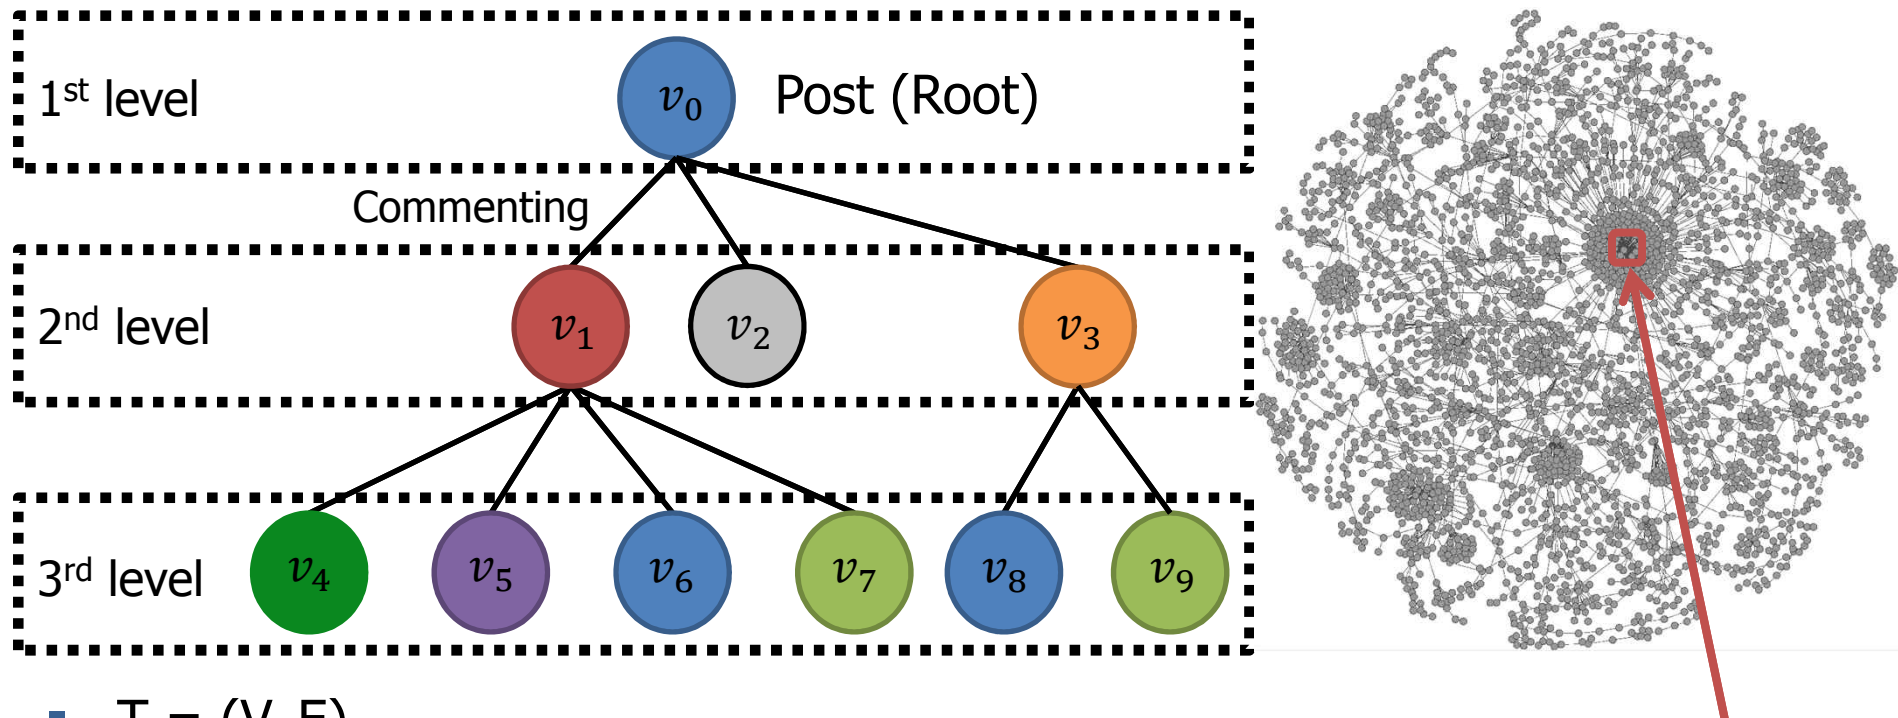 1st level
v0
Post (Root)
Commenting
2nd level
v1
v2
v3
3rd level
v4
v5
v6
v7
v8
v9
T = (V, E)